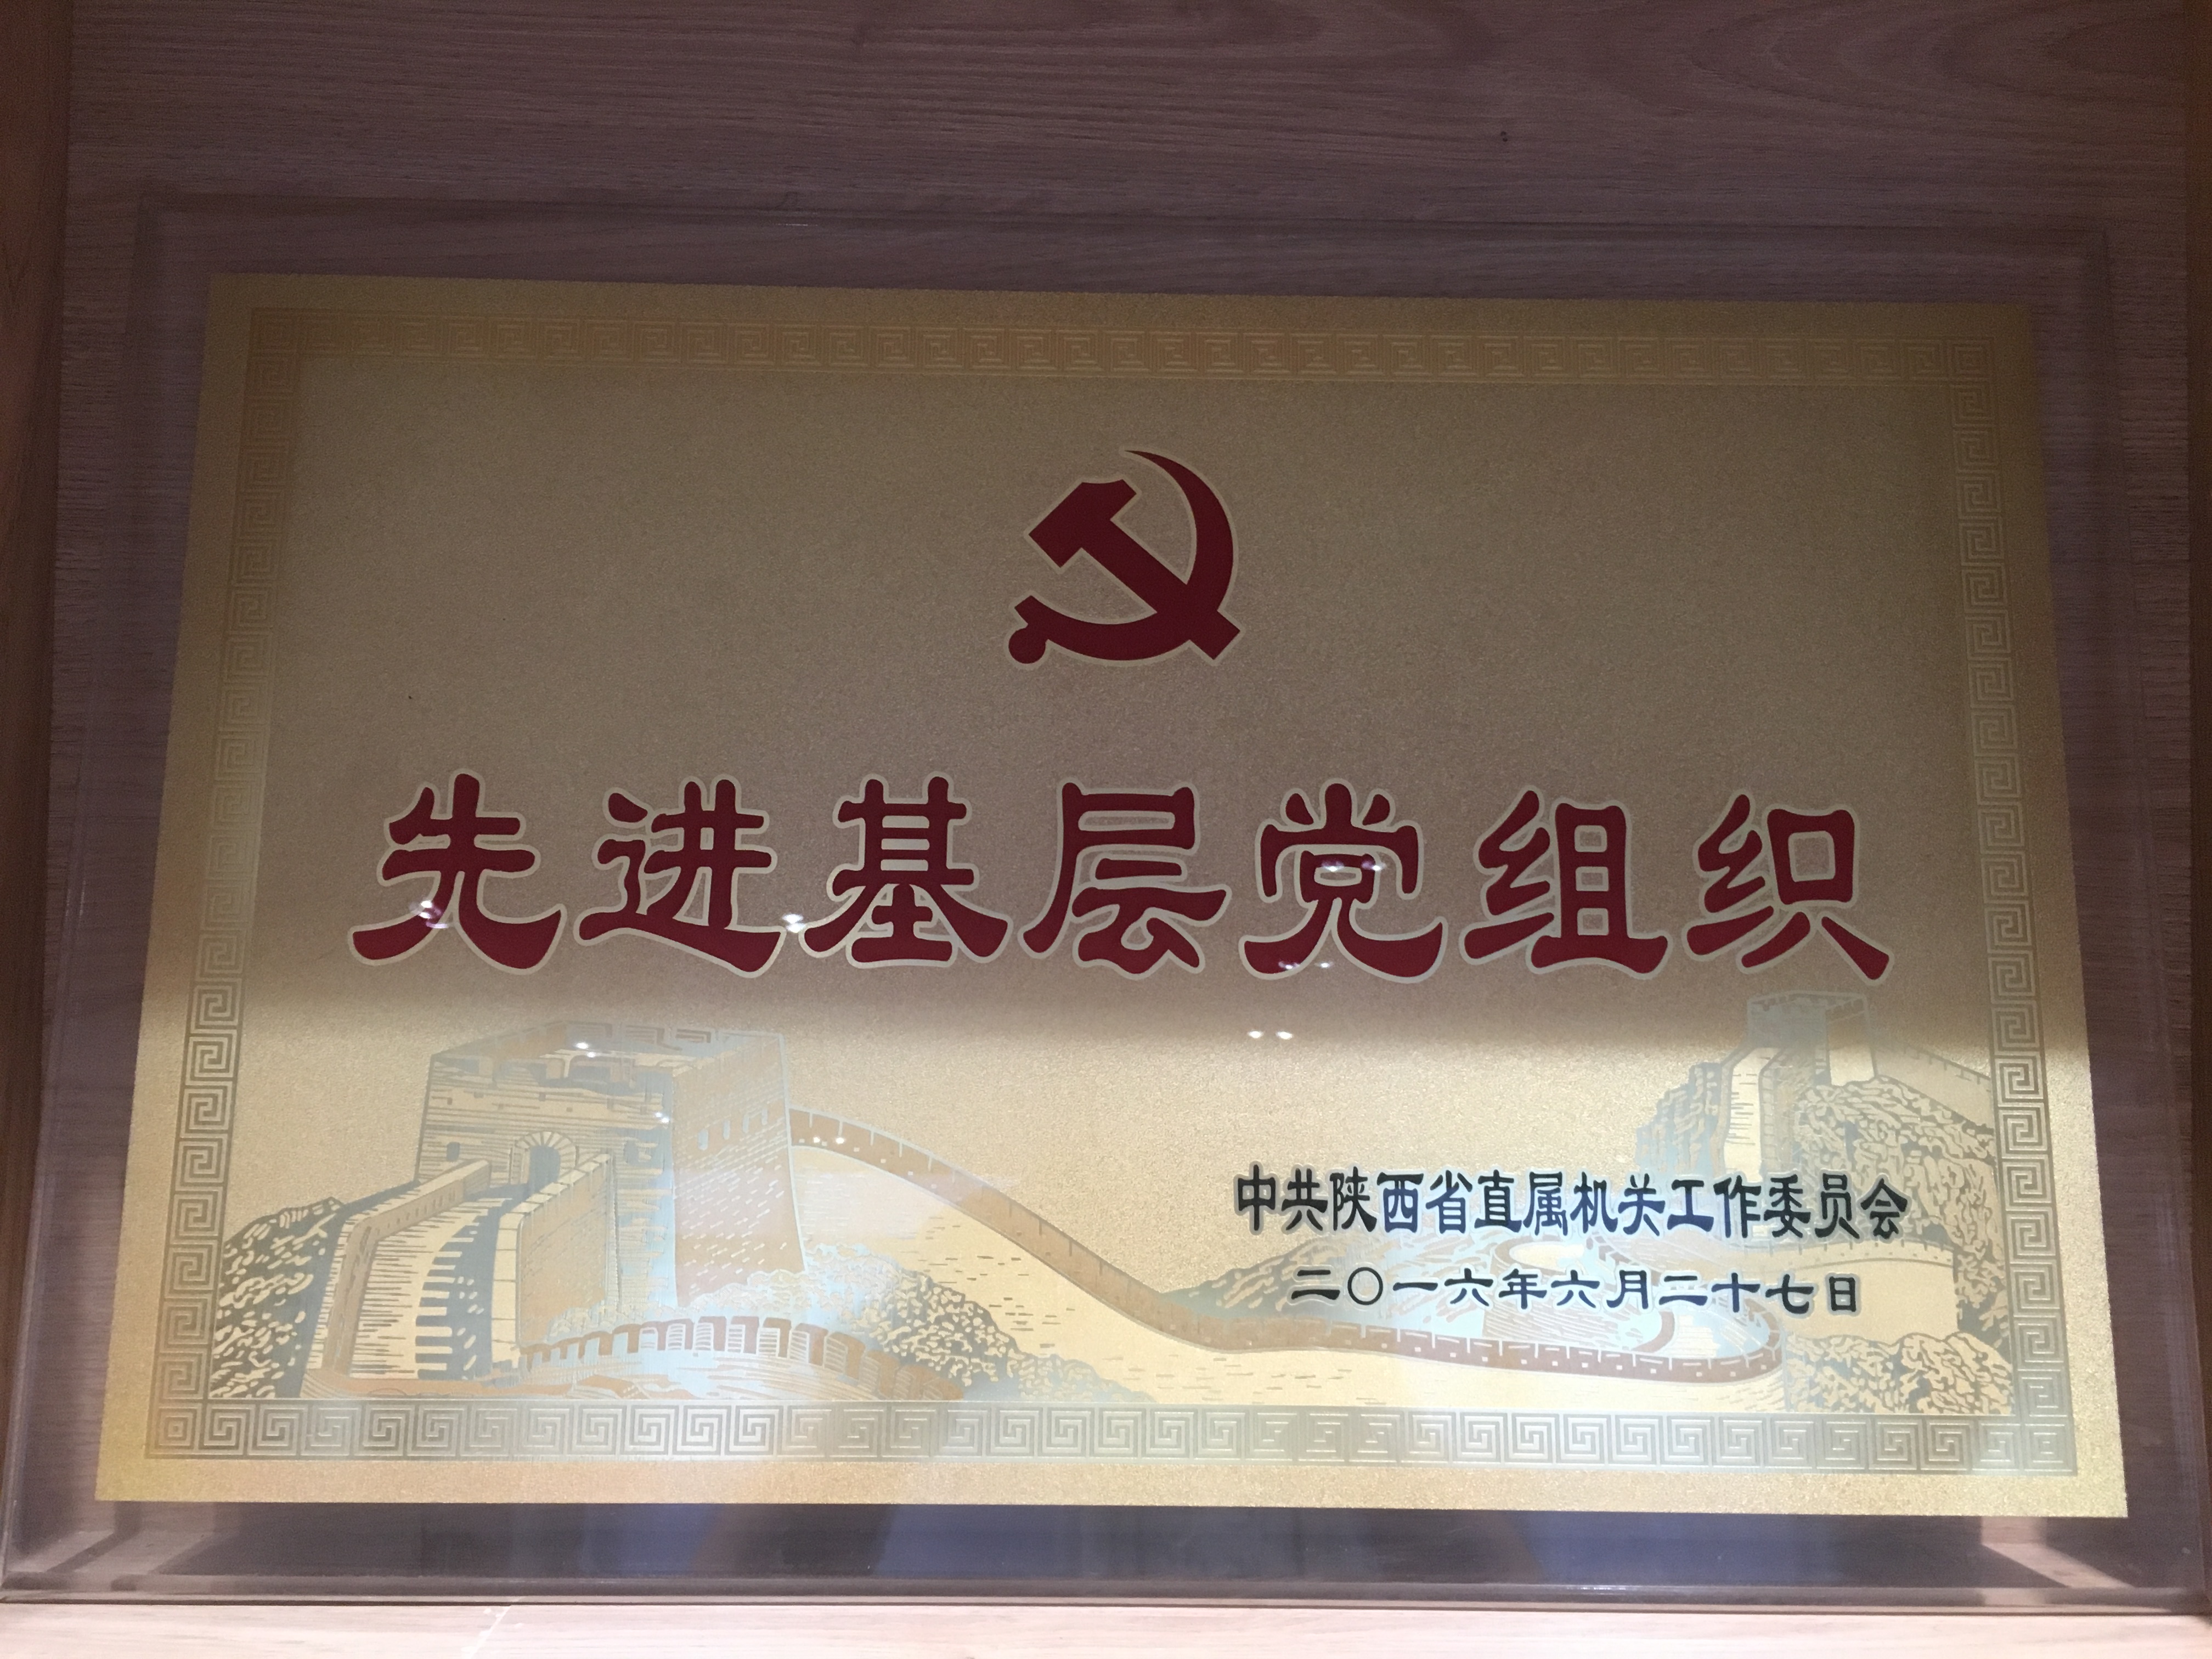 先进基层党组织
中共陕西省直属机关工作委员会
二〇一六年六月二十七日